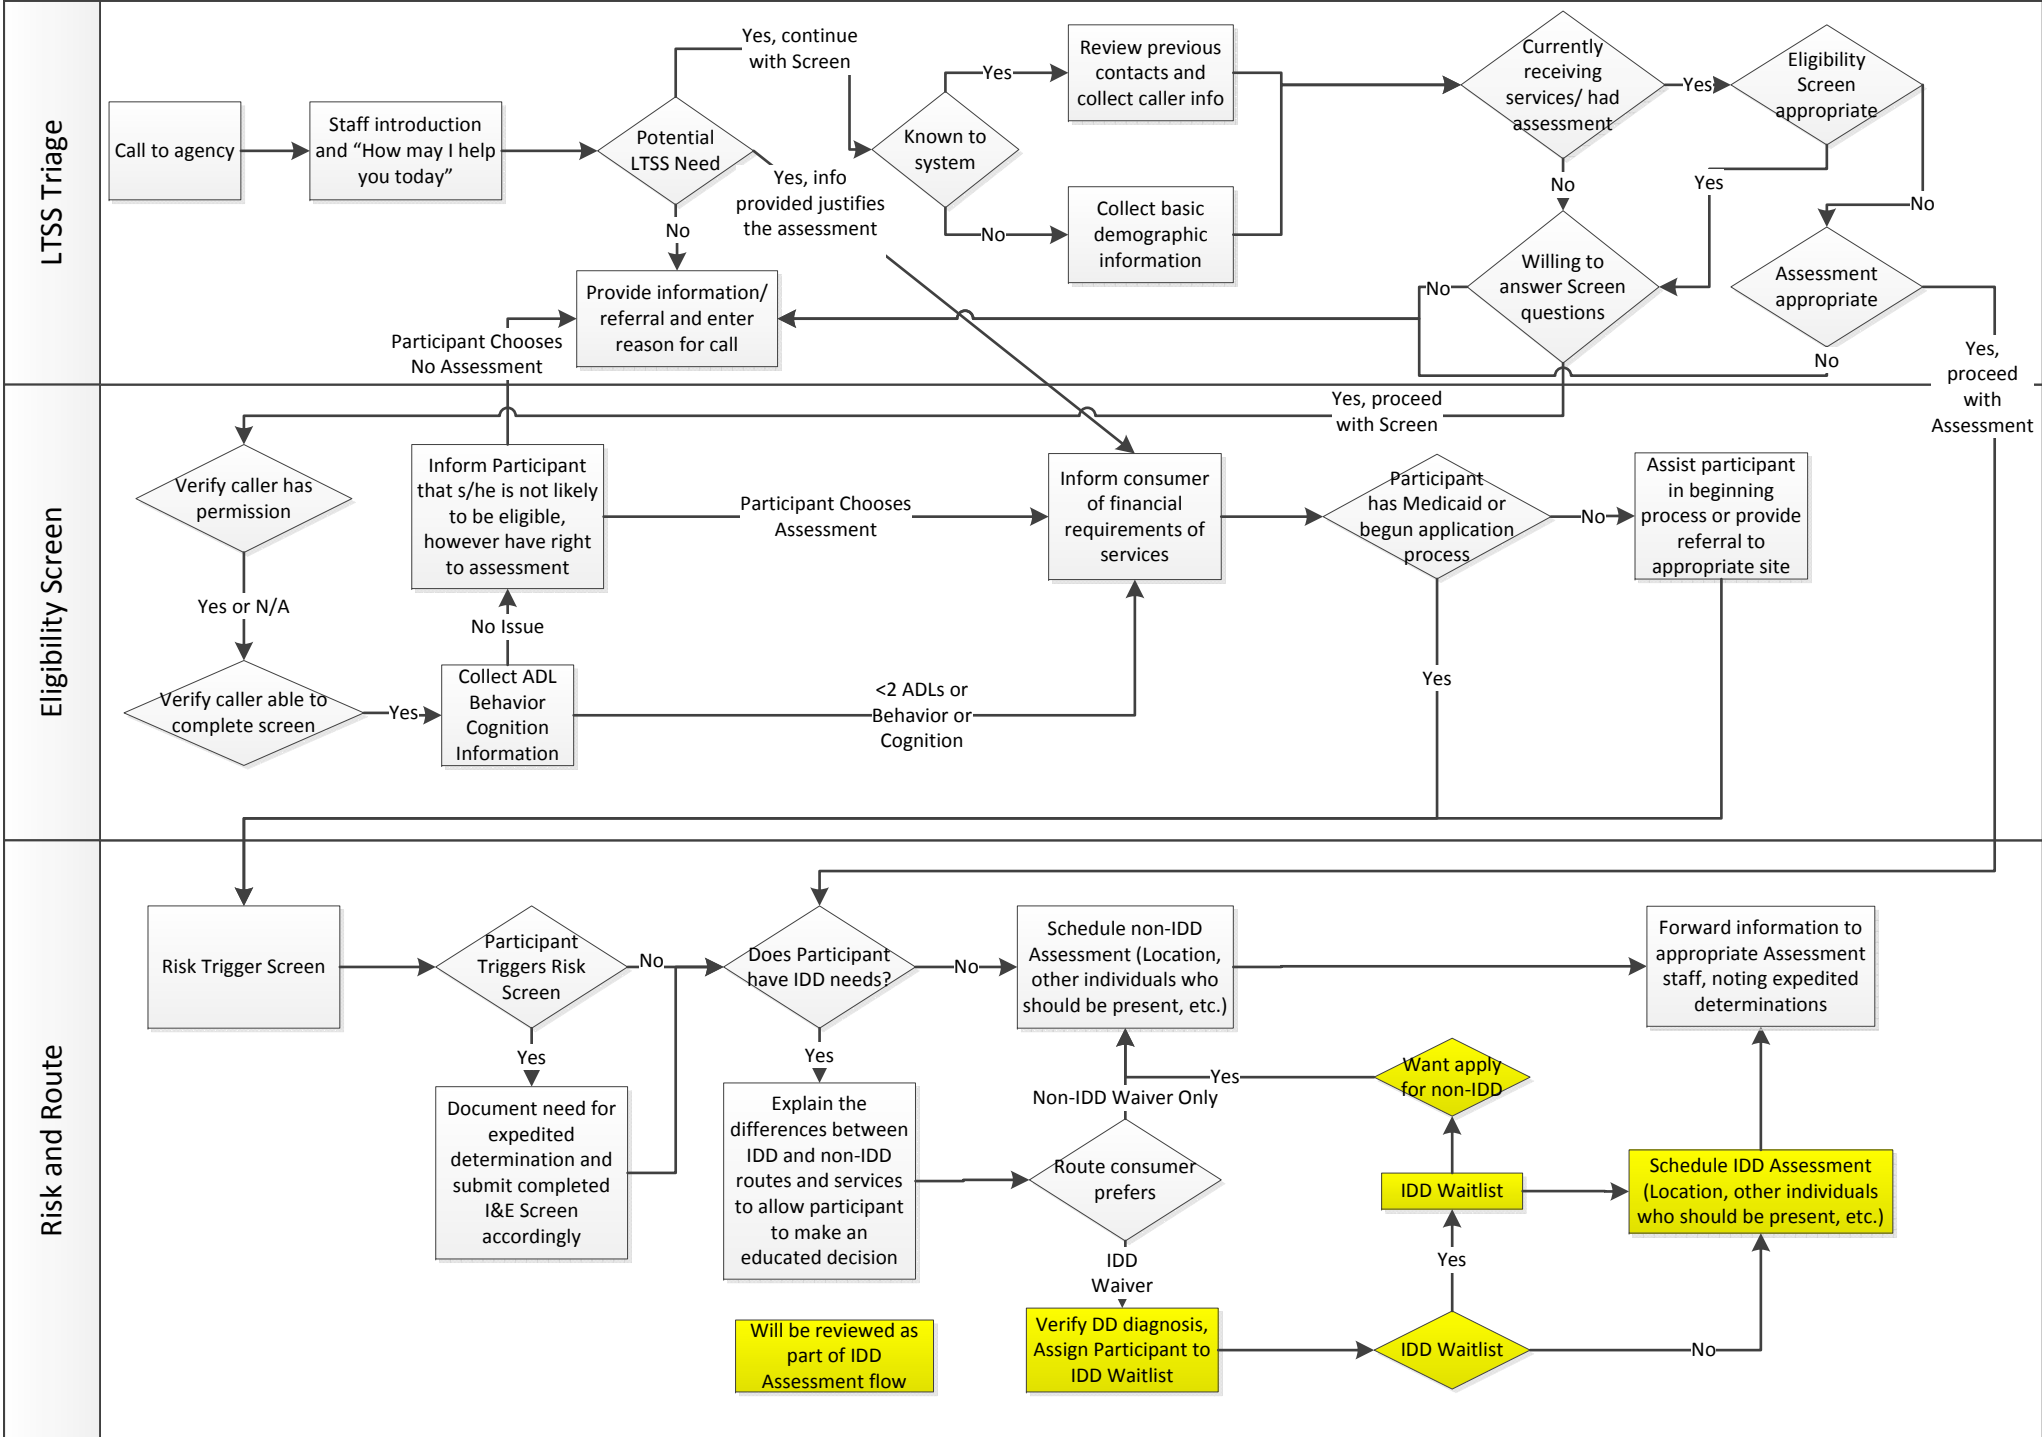 LTSS Triage
Call to agency
Staff introduction
and “How may I help
you today”
Potential
LTSS Need
Yes, continue
with Screen
Yes, info
provided justifies
the assessment
No
Provide information/
referral and enter
reason for call
Known to
system
Yes
Review previous
contacts and
collect caller info
No
Collect basic
demographic
information
Currently
receiving
services/ had
assessment
Yes
Eligibility
Screen
appropriate
No
Yes
No
Willing to
answer Screen
questions
No
Assessment
appropriate
No
Yes,
proceed
with
Assessment
Participant Chooses
No Assessment
Yes, proceed
with Screen
Eligibility Screen
Verify caller has
permission
Yes or N/A
Verify caller able to
complete screen
Yes
Collect ADL
Behavior
Cognition
Information
No Issue
Inform Participant
that s/he is not likely
to be eligible,
however have right
to assessment
Participant Chooses
Assessment
<2 ADLs or
Behavior or
Cognition
Inform consumer
of financial
requirements of
services
Participant
has Medicaid or
begun application
process
No
Assist participant
in beginning
process or provide
referral to
appropriate site
Yes
Risk and Route
Risk Trigger Screen
Participant
Triggers Risk
Screen
No
Yes
Document need for
expedited
determination and
submit completed
I&E Screen
accordingly
Does Participant
have IDD needs?
No
Yes
Explain the
differences between
IDD and non-IDD
routes and services
to allow participant
to make an
educated decision
Schedule non-IDD
Assessment (Location,
other individuals who
should be present, etc.)
Forward information to
appropriate Assessment
staff, noting expedited
determinations
Non-IDD Waiver Only
Yes
Want apply
for non-IDD
Route consumer
prefers
IDD
Waiver
IDD Waitlist
Schedule IDD Assessment
(Location, other individuals
who should be present, etc.)
Yes
Verify DD diagnosis,
Assign Participant to
IDD Waitlist
IDD Waitlist
No
Will be reviewed as
part of IDD
Assessment flow